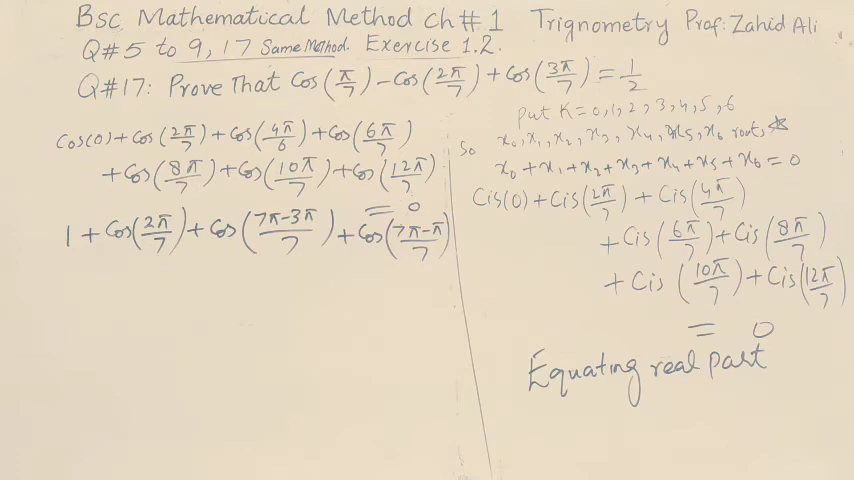 Bsc Mathematical Method Ch#1 Trignometry Prof: Zahid Ali
Q#5 to 9, 17 Same Method. Exercise 1.2.
Q#17: Prove That Cos(π/7) - Cos(2π/7) + Cos(3π/7) = 1/2
Cos(0) + Cos(2π/7) + Cos(4π/6) + Cos(6π/7)
+ Cos(8π/7) + Cos(10π/7) + Cos(12π/7)
= 0
1 + Cos(2π/7) + Cos(7π-3π/7) + Cos(7π-π/7)
Put K = 0, 1, 2, 3, 4, 5, 6
So x₀, x₁, x₂, x₃, x₄, x₅, x₆ root,
x₀ + x₁ + x₂ + x₃ + x₄ + x₅ + x₆ = 0
Cis(0) + Cis(2π/7) + Cis(4π/7)
+ Cis(6π/7) + Cis(8π/7)
+ Cis(10π/7) + Cis(12π/7)
= 0
Equating real part